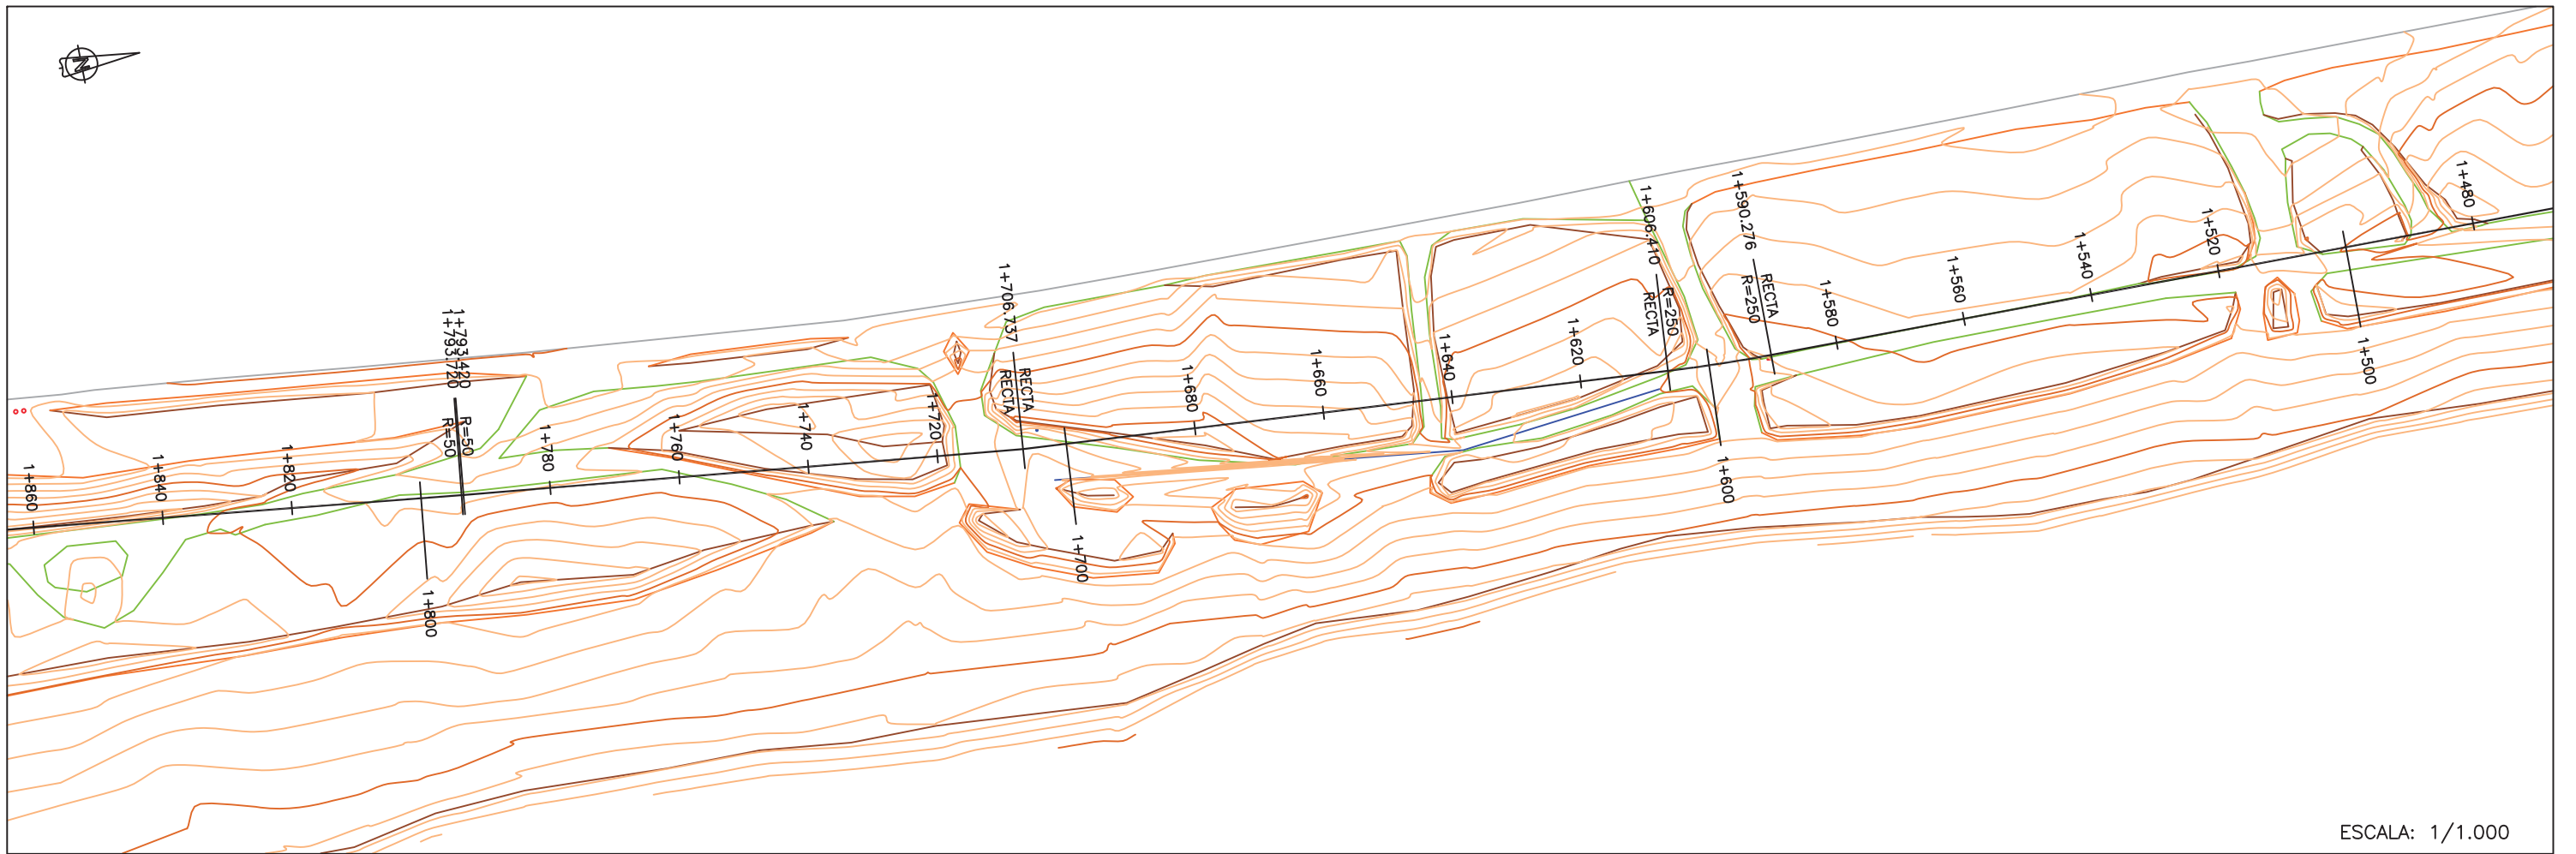 N
1+860
1+840
1+820
1+793.420
1+793.720
R=50
R=50
1+800
1+780
1+760
1+740
1+720
1+706.737
RECTA
RECTA
1+700
1+680
1+660
1+640
1+620
1+606.410
R=250
RECTA
1+600
1+590.276
RECTA
R=250
1+580
1+560
1+540
1+520
1+500
1+480
ESCALA: 1/1.000